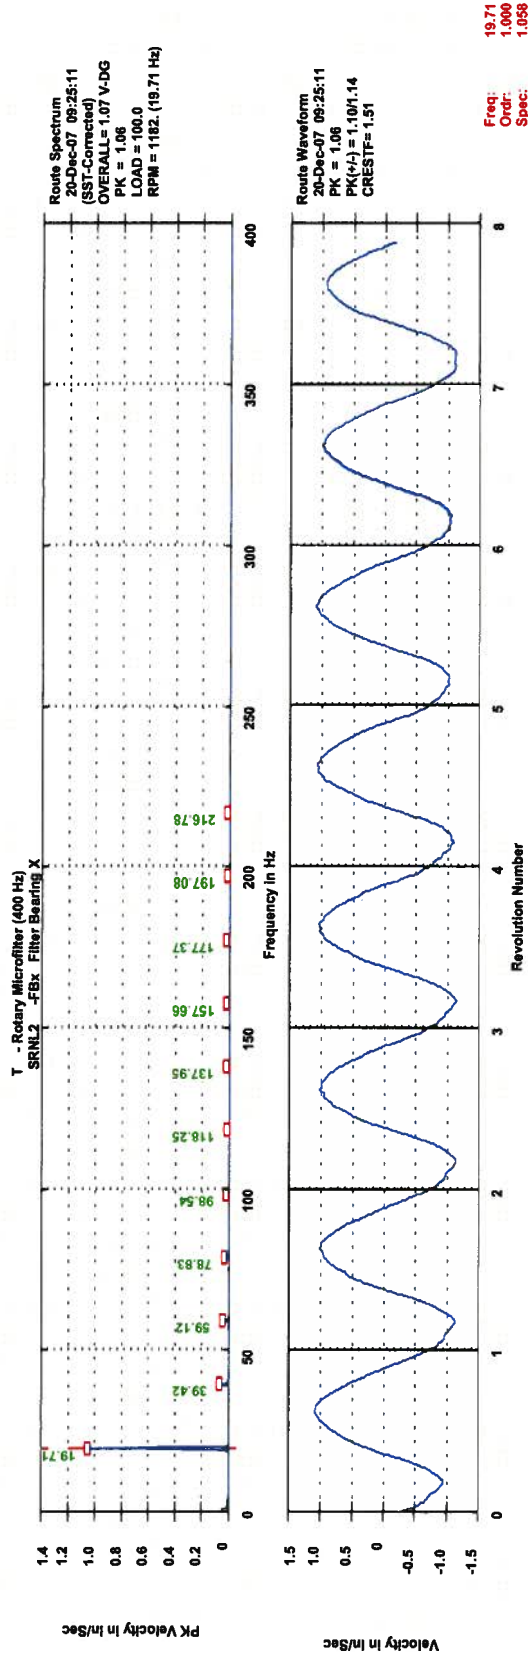 T - Rotary Microfilter (400 Hz)
SRNL2 -FBx Filter Bearing X
Route Spectrum
20-Dec-07 09:25:11
(SST-Corrected)
OVERALL= 1.07 V-DG
PK = 1.06
LOAD = 100.0
RPM = 1182. (19.71 Hz)
PK Velocity in In/Sec
1.4
1.2
1.0
0.8
0.6
0.4
0.2
0
19.71
39.42
59.12
78.83
98.54
118.25
137.95
157.66
177.37
197.08
216.78
0 50 100 150 200 250 300 350 400
Frequency in Hz
Route Waveform
20-Dec-07 09:25:11
PK = 1.06
PK(+/-) = 1.10/1.14
CRESTF= 1.51
Velocity in In/Sec
1.5
1.0
0.5
0
-0.5
-1.0
-1.5
0 1 2 3 4 5 6 7 8
Revolution Number
Freq: 19.71
Ordr: 1.000
Spec: 1.058